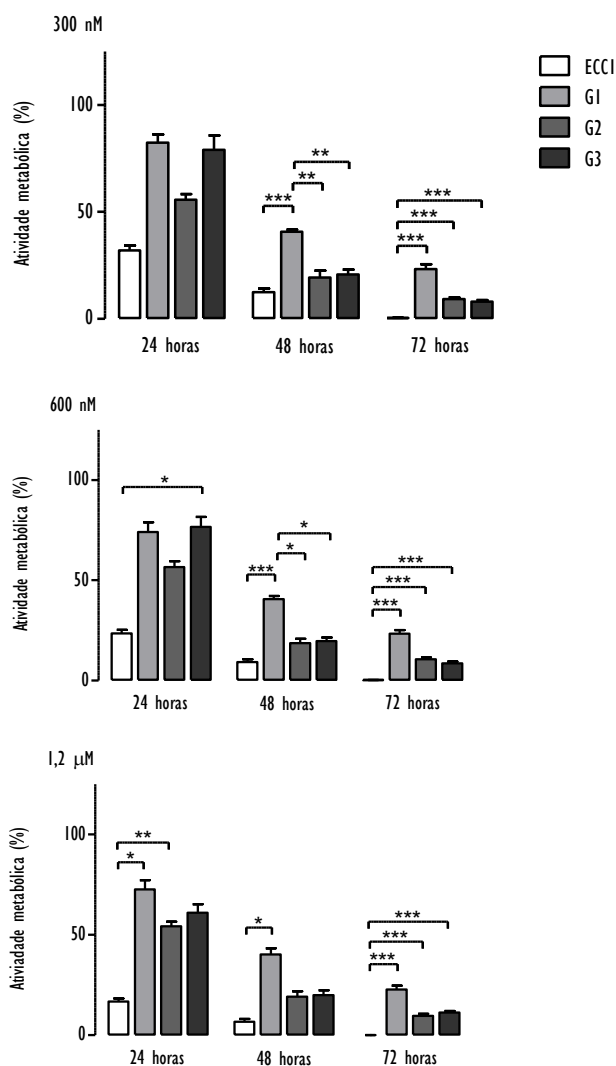 300 nM
ECC1
G1
G2
G3
Atividade metabólica (%)
100
50
0
***
**
**
***
***
***
24 horas
48 horas
72 horas
600 nM
Atividade metabólica (%)
100
50
0
*
***
*
*
***
***
***
24 horas
48 horas
72 horas
1,2 µM
Ativiadade metabólica (%)
100
50
0
**
*
*
***
***
***
24 horas
48 horas
72 horas